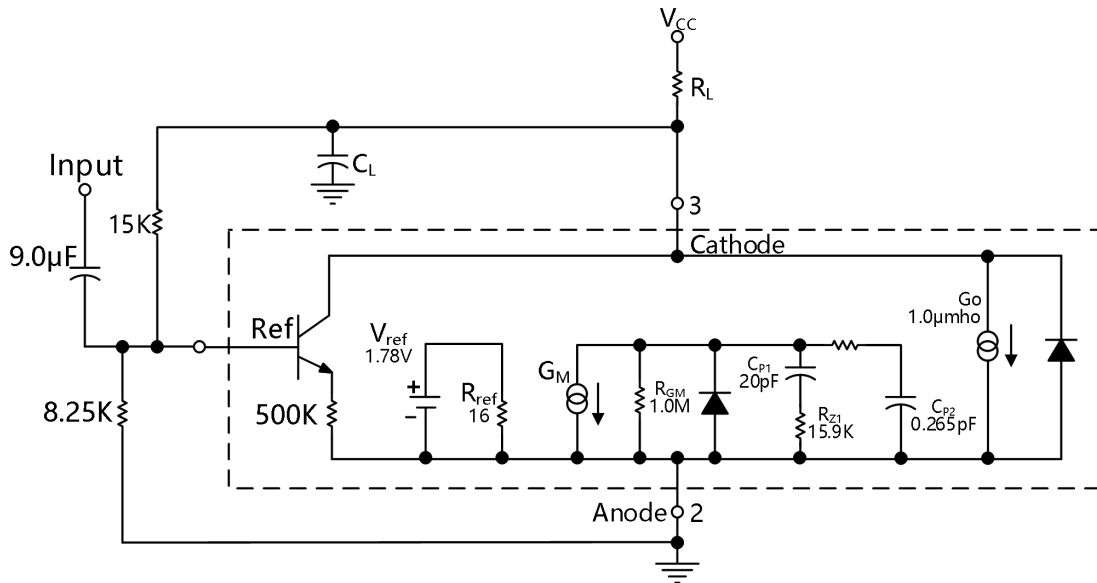 VCC
RL
Input
CL
15K
3
9.0µF
Cathode
Ref
Vref
1.78V
Go
1.0µmho
GM
CP1
20pF
8.25K
500K
Rref
16
RGM
1.0M
RZ1
15.9K
CP2
0.265pF
+
–
Anode
2